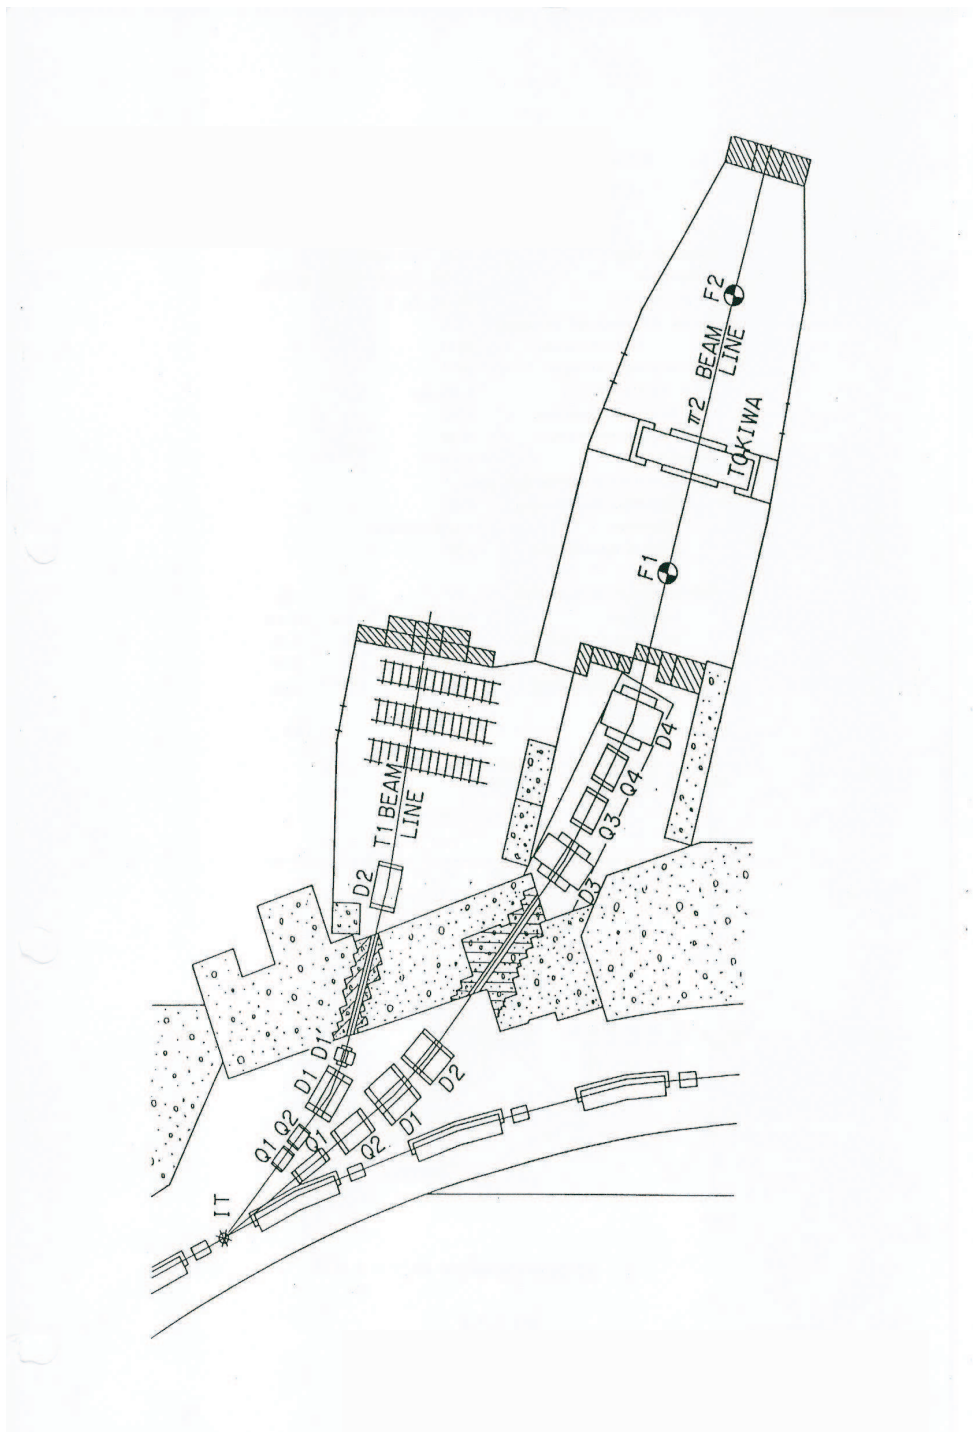 F2
π2 BEAM
LINE
TOKIWA
F1
D4
Q4
Q3
D3
T1 BEAM
LINE
D2
D1'
D1
Q2
Q1
D2
D1
Q2
Q1
IT